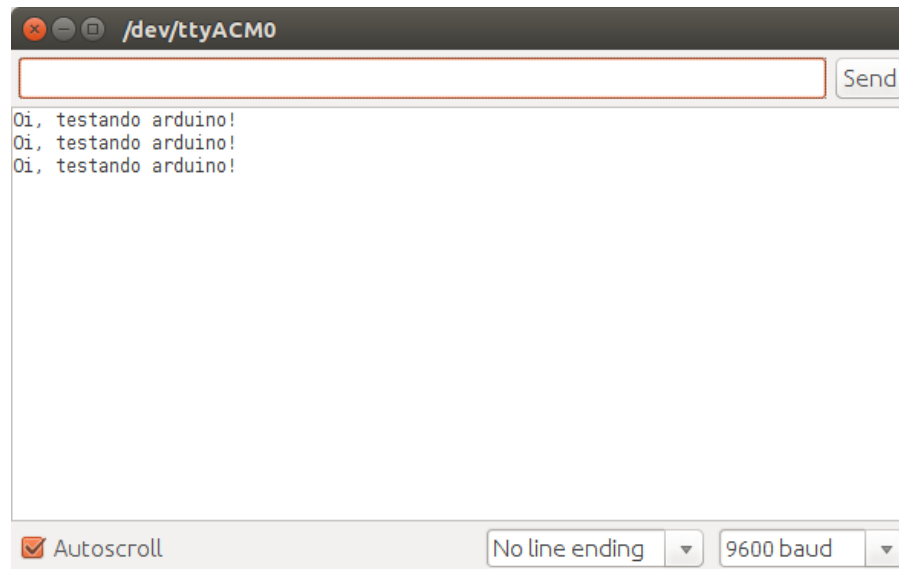 /dev/ttyACM0
Send
Oi, testando arduino!
Oi, testando arduino!
Oi, testando arduino!
Autoscroll
No line ending
9600 baud